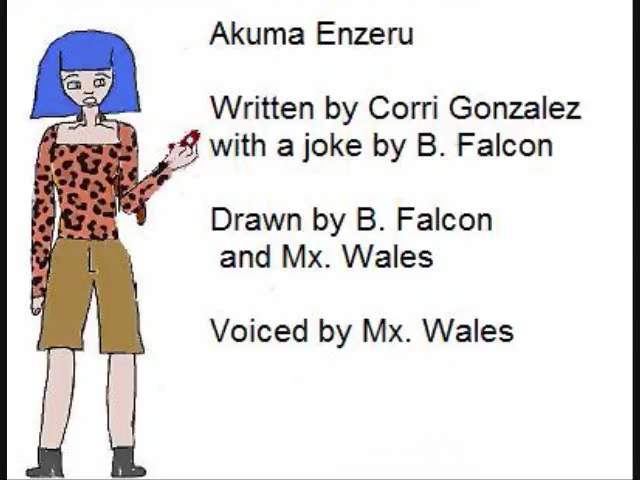 Akuma Enzeru
Written by Corri Gonzalez
with a joke by B. Falcon
Drawn by B. Falcon
and Mx. Wales
Voiced by Mx. Wales